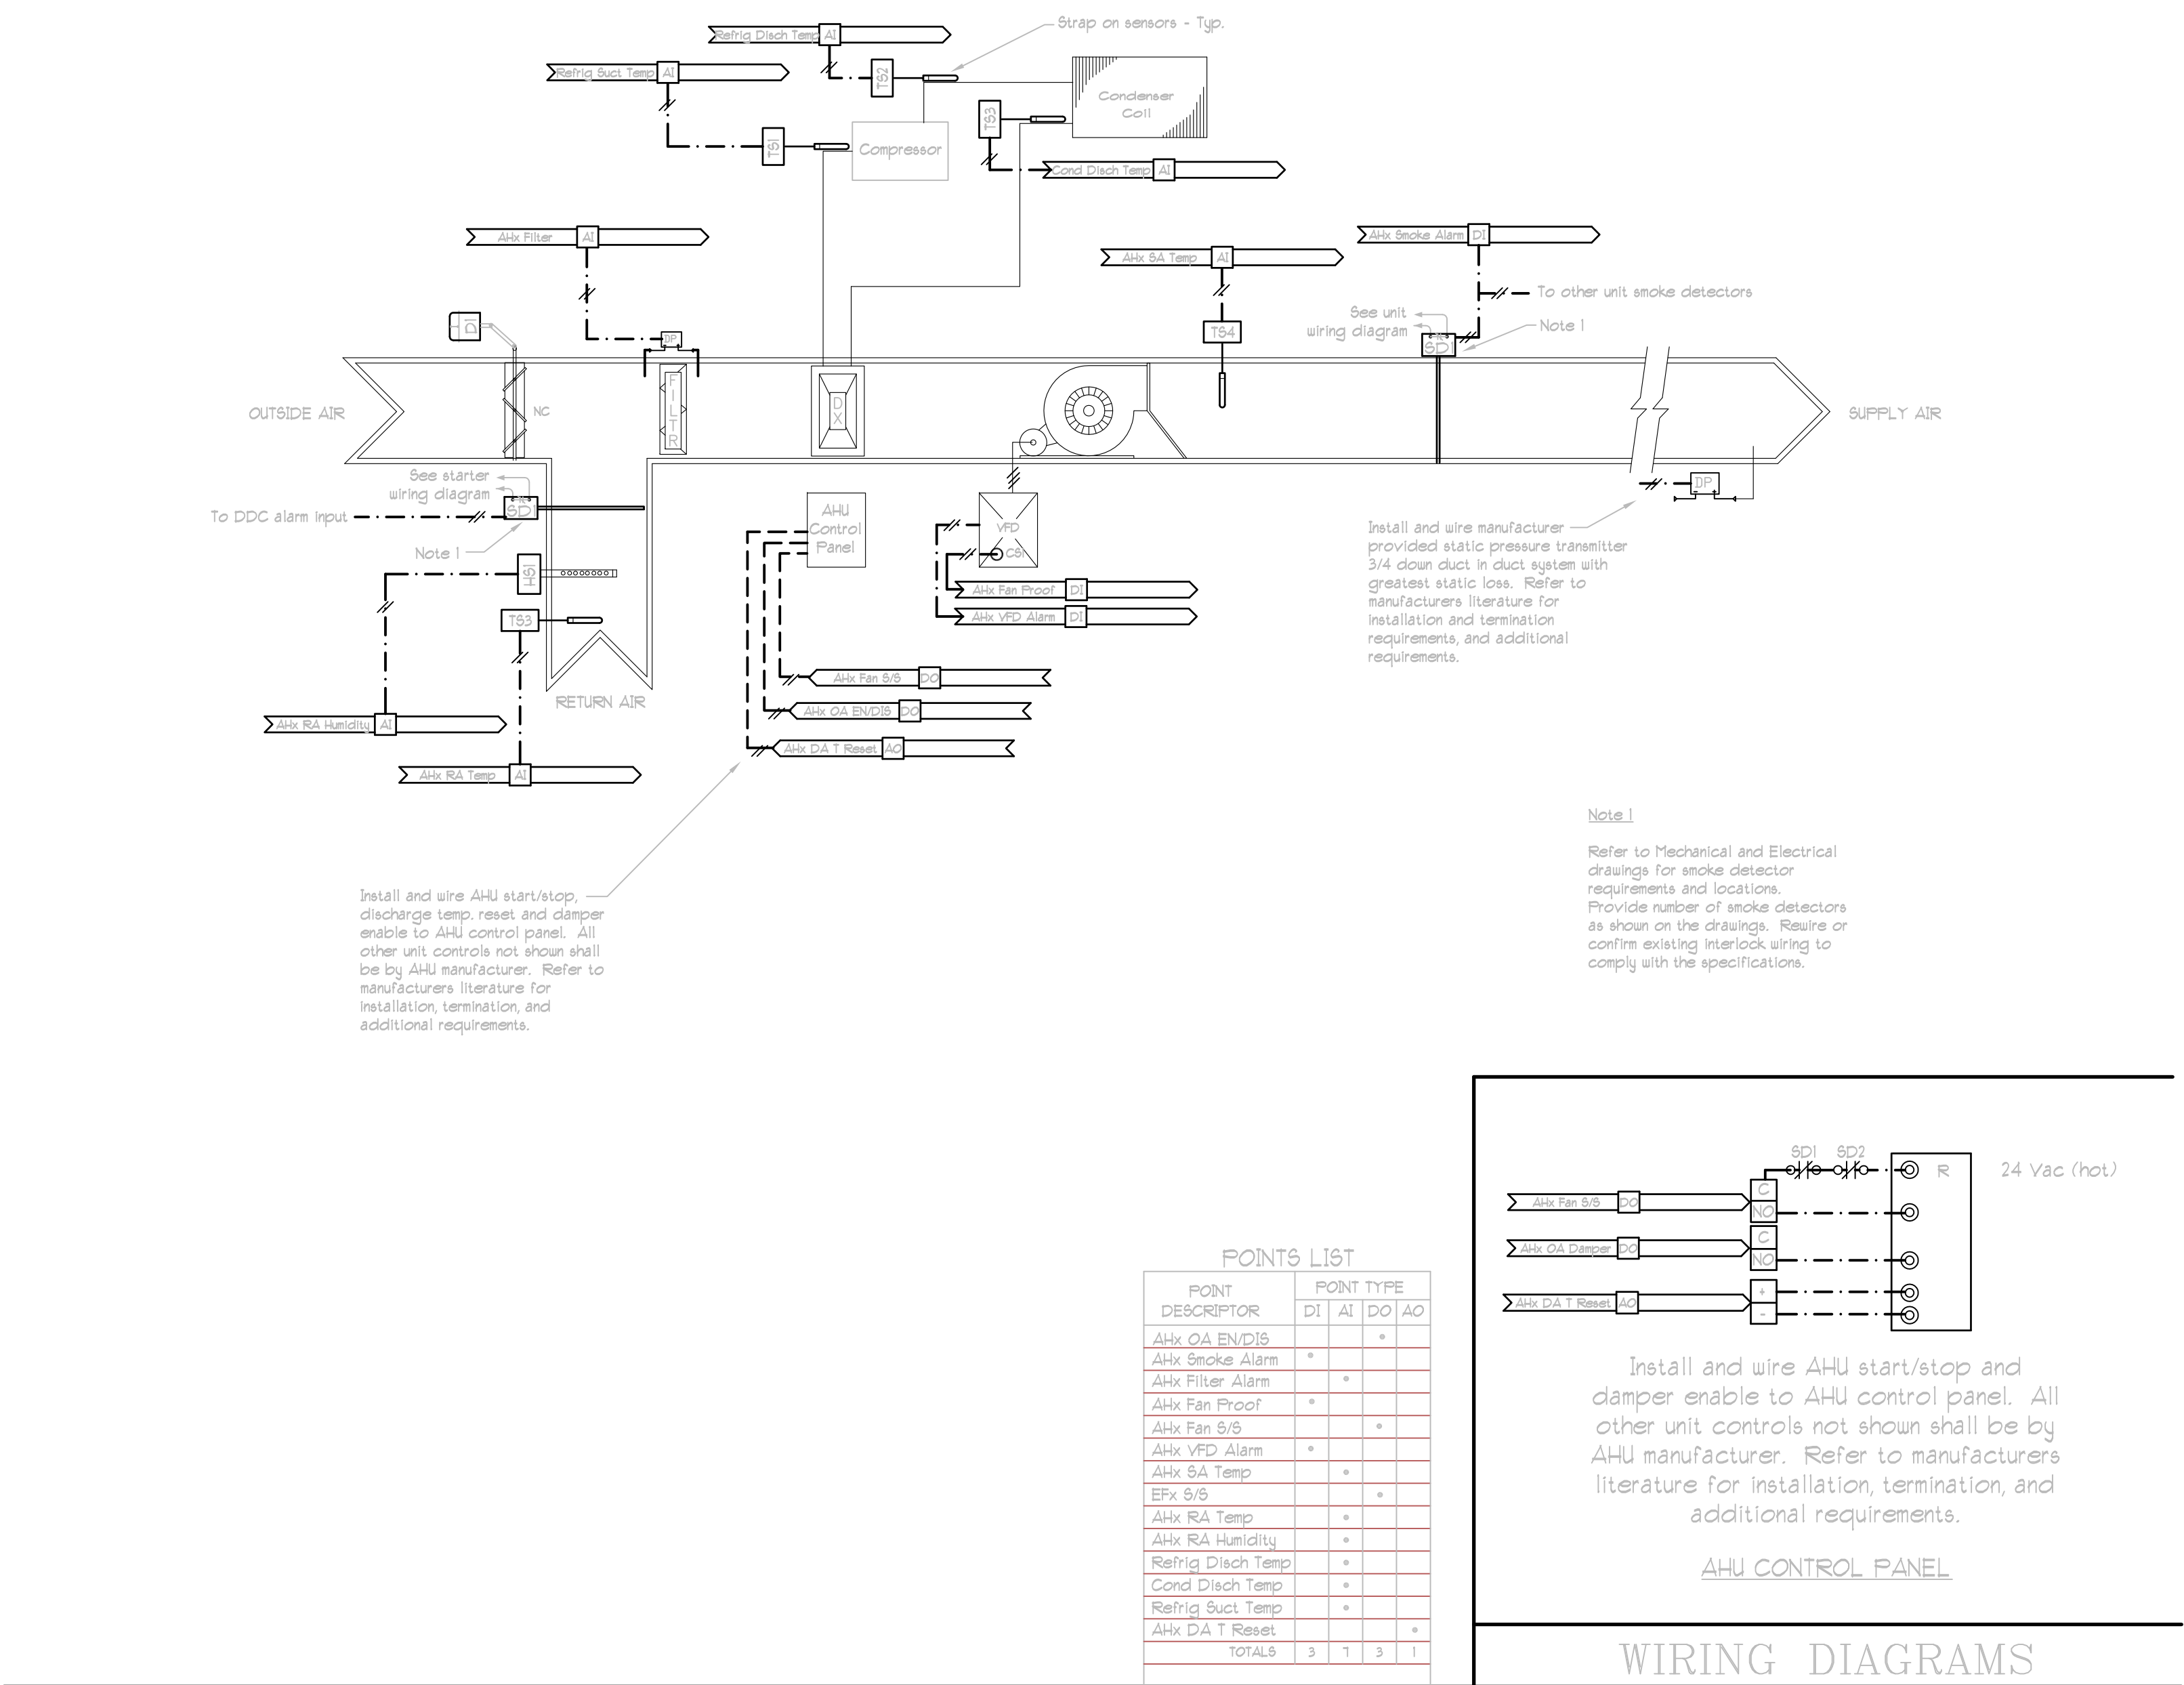 Strap on sensors - Typ.
Refrig Disch Temp AI
Refrig Suct Temp AI
TS2
TS3
Condenser
Coil
TS1
Compressor
Cond Disch Temp AI
AHx Filter AI
AHx SA Temp AI
AHx Smoke Alarm DI
To other unit smoke detectors
See unit
wiring diagram
Note 1
D1
DP
TS4
SD1
OUTSIDE AIR
NC
FILTR
DX
SUPPLY AIR
See starter
wiring diagram
To DDC alarm input
SD1
Note 1
HS1
TS3
RETURN AIR
AHx RA Humidity AI
AHx RA Temp AI
AHU
Control
Panel
VFD
CS1
AHx Fan Proof DI
AHx VFD Alarm DI
AHx Fan S/S DO
AHx OA EN/DIS DO
AHx DA T Reset AO
DP
- +
Install and wire manufacturer
provided static pressure transmitter
3/4 down duct in duct system with
greatest static loss. Refer to
manufacturers literature for
installation and termination
requirements, and additional
requirements.
Install and wire AHU start/stop,
discharge temp. reset and damper
enable to AHU control panel. All
other unit controls not shown shall
be by AHU manufacturer. Refer to
manufacturers literature for
installation, termination, and
additional requirements.
Note 1
Refer to Mechanical and Electrical
drawings for smoke detector
requirements and locations.
Provide number of smoke detectors
as shown on the drawings. Rewire or
confirm existing interlock wiring to
comply with the specifications.
POINTS LIST
POINT
DESCRIPTOR
POINT TYPE
DI AI DO AO
AHx OA EN/DIS
AHx Smoke Alarm
AHx Filter Alarm
AHx Fan Proof
AHx Fan S/S
AHx VFD Alarm
AHx SA Temp
EFx S/S
AHx RA Temp
AHx RA Humidity
Refrig Disch Temp
Cond Disch Temp
Refrig Suct Temp
AHx DA T Reset
TOTALS 3 7 3 1
SD1 SD2
R 24 Vac (hot)
AHx Fan S/S DO
C
NO
AHx OA Damper DO
C
NO
AHx DA T Reset AO
+
-
Install and wire AHU start/stop and
damper enable to AHU control panel. All
other unit controls not shown shall be by
AHU manufacturer. Refer to manufacturers
literature for installation, termination, and
additional requirements.
AHU CONTROL PANEL
WIRING DIAGRAMS